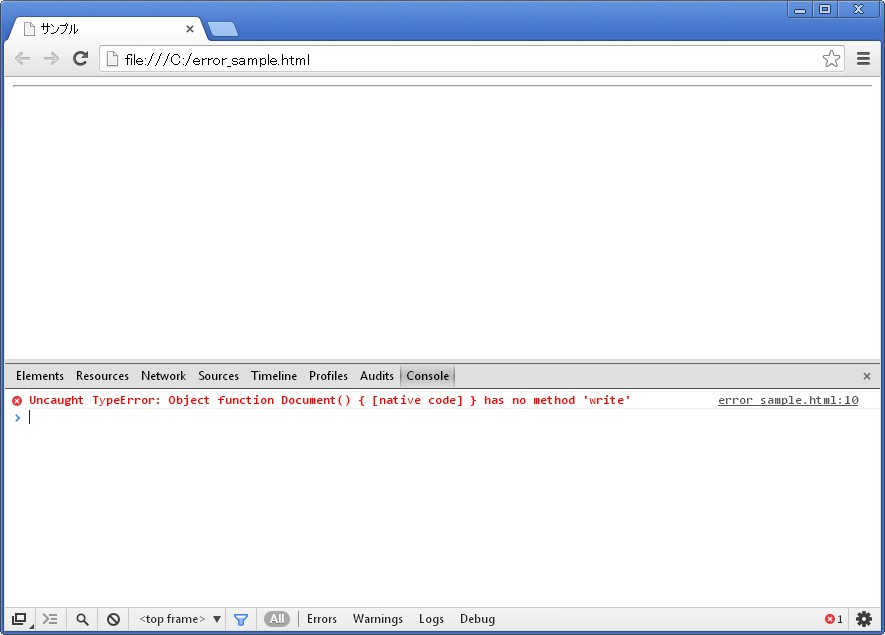 サンプル
file:///C:/error_sample.html
Elements Resources Network Sources Timeline Profiles Audits Console
Uncaught TypeError: Object function Document() { [native code] } has no method 'write' error_sample.html:10
<top frame> All Errors Warnings Logs Debug 1